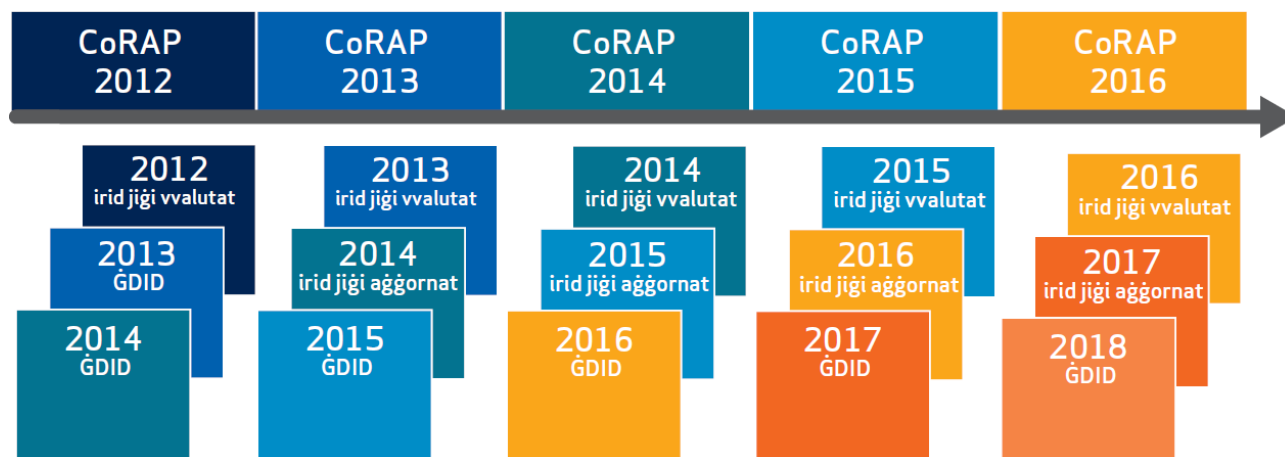 CoRAP
2012
CoRAP
2013
CoRAP
2014
CoRAP
2015
CoRAP
2016
2012
irid jiġi vvalutat
2013
ĠDID
2014
ĠDID
2013
irid jiġi vvalutat
2014
irid jiġi aġġornat
2015
ĠDID
2014
irid jiġi vvalutat
2015
irid jiġi aġġornat
2016
ĠDID
2015
irid jiġi vvalutat
2016
irid jiġi aġġornat
2017
ĠDID
2016
irid jiġi vvalutat
2017
irid jiġi aġġornat
2018
ĠDID